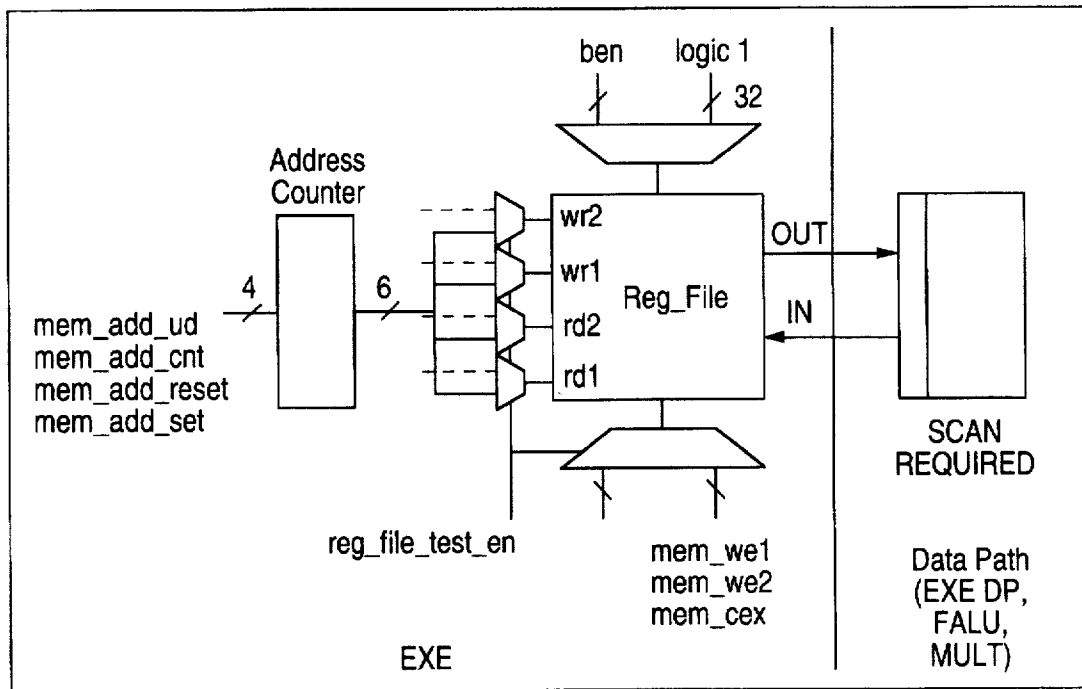 ben
logic 1
32
Address
Counter
4
6
mem_add_ud
mem_add_cnt
mem_add_reset
mem_add_set
wr2
wr1
rd2
rd1
Reg_File
OUT
IN
SCAN
REQUIRED
reg_file_test_en
mem_we1
mem_we2
mem_cex
Data Path
(EXE DP,
FALU,
MULT)
EXE